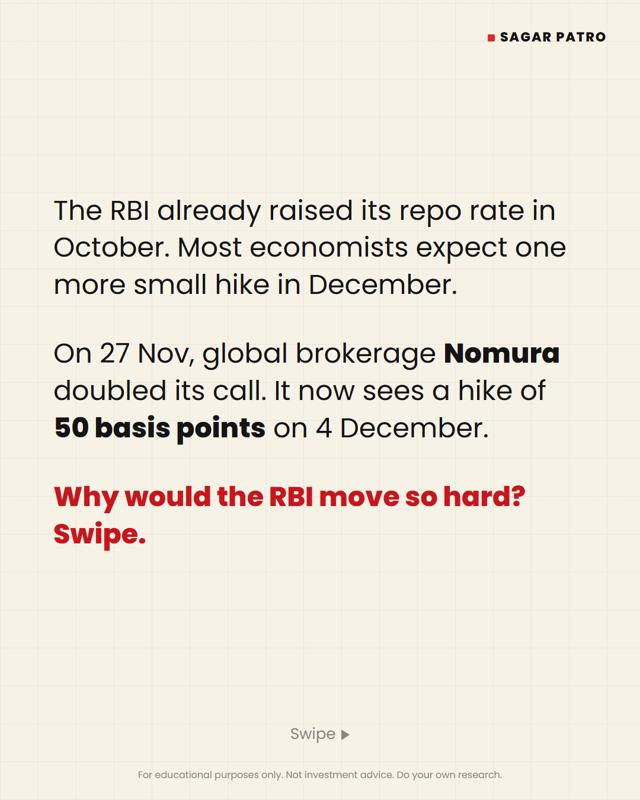 SAGAR PATRO
The RBI already raised its repo rate in
October. Most economists expect one
more small hike in December.
On 27 Nov, global brokerage Nomura
doubled its call. It now sees a hike of
50 basis points on 4 December.
Why would the RBI move so hard?
Swipe.
Swipe ▶
For educational purposes only. Not investment advice. Do your own research.